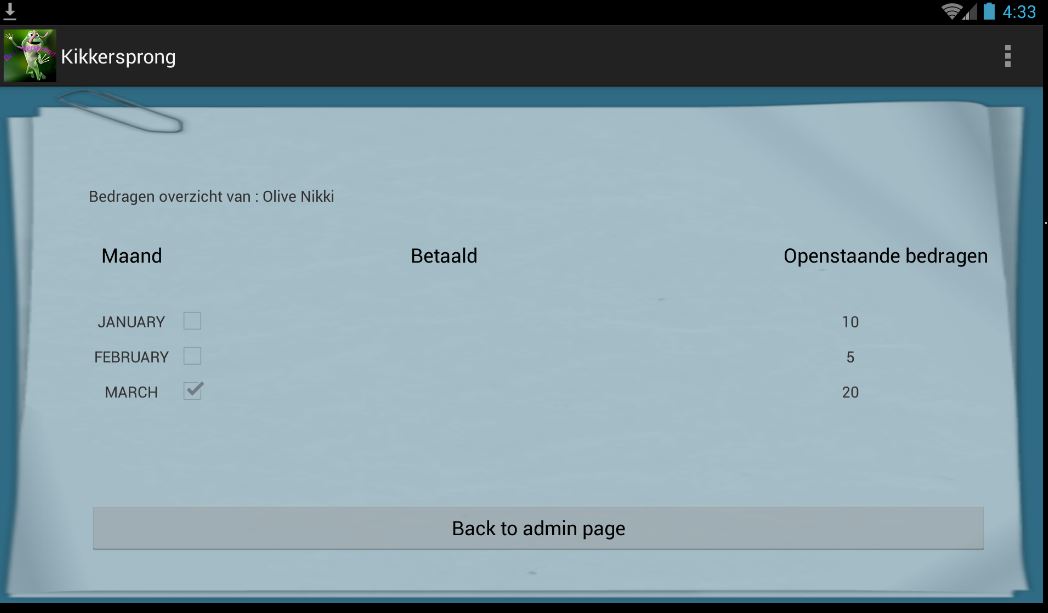 4:33
Kikkersprong
Bedragen overzicht van : Olive Nikki
Maand Betaald Openstaande bedragen
JANUARY 10
FEBRUARY 5
MARCH 20
Back to admin page